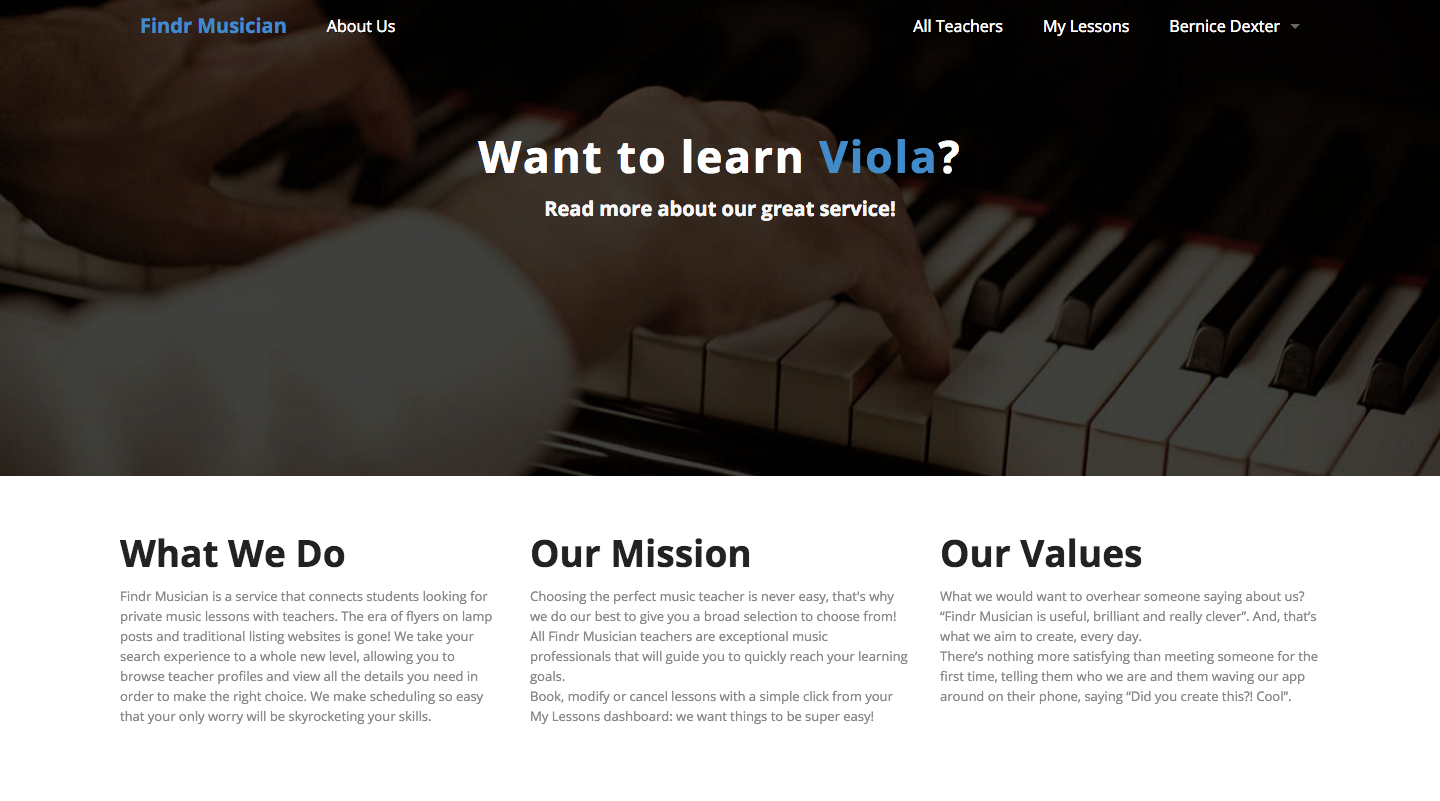 Findr Musician About Us All Teachers My Lessons Bernice Dexter
Want to learn Viola?
Read more about our great service!
What We Do
Findr Musician is a service that connects students looking for
private music lessons with teachers. The era of flyers on lamp
posts and traditional listing websites is gone! We take your
search experience to a whole new level, allowing you to
browse teacher profiles and view all the details you need in
order to make the right choice. We make scheduling so easy
that your only worry will be skyrocketing your skills.
Our Mission
Choosing the perfect music teacher is never easy, that's why
we do our best to give you a broad selection to choose from!
All Findr Musician teachers are exceptional music
professionals that will guide you to quickly reach your learning
goals.
Book, modify or cancel lessons with a simple click from your
My Lessons dashboard: we want things to be super easy!
Our Values
What we would want to overhear someone saying about us?
“Findr Musician is useful, brilliant and really clever”. And, that’s
what we aim to create, every day.
There’s nothing more satisfying than meeting someone for the
first time, telling them who we are and them waving our app
around on their phone, saying “Did you create this?! Cool”.